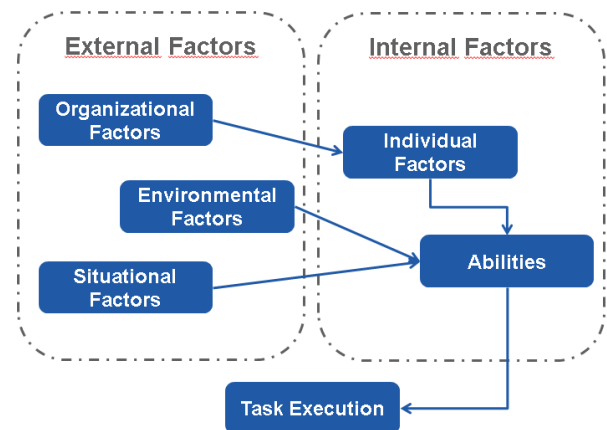 External Factors
Internal Factors
Organizational
Factors
Individual
Factors
Environmental
Factors
Abilities
Situational
Factors
Task Execution